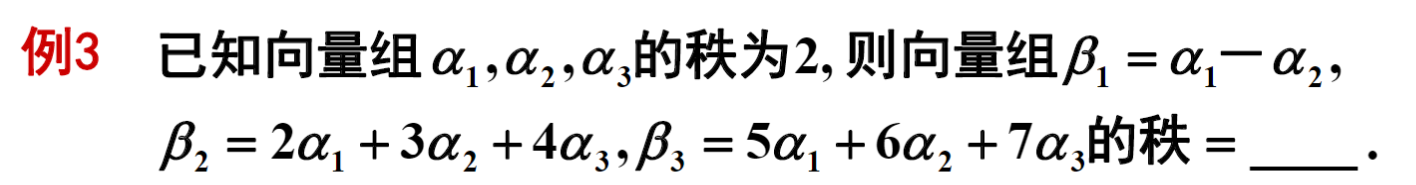 例3 已知向量组α₁,α₂,α₃的秩为2,则向量组β₁=α₁−α₂,
β₂=2α₁+3α₂+4α₃,β₃=5α₁+6α₂+7α₃的秩=____.